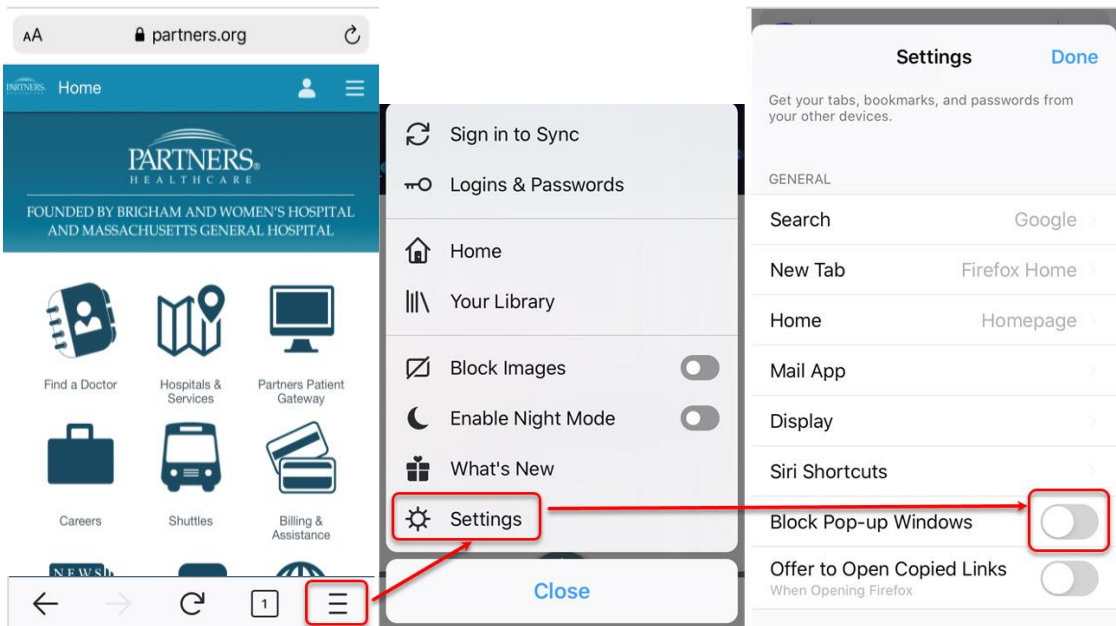 AA partners.org
PARTNERS
HEALTHCARE
Home
PARTNERS®
HEALTHCARE
FOUNDED BY BRIGHAM AND WOMEN'S HOSPITAL
AND MASSACHUSETTS GENERAL HOSPITAL
Find a Doctor
Hospitals &
Services
Partners Patient
Gateway
Careers
Shuttles
Billing &
Assistance
NEWS
1
Sign in to Sync
Logins & Passwords
Home
Your Library
Block Images
Enable Night Mode
What's New
Settings
Close
Settings Done
Get your tabs, bookmarks, and passwords from
your other devices.
GENERAL
Search Google
New Tab Firefox Home
Home Homepage
Mail App
Display
Siri Shortcuts
Block Pop-up Windows
Offer to Open Copied Links
When Opening Firefox